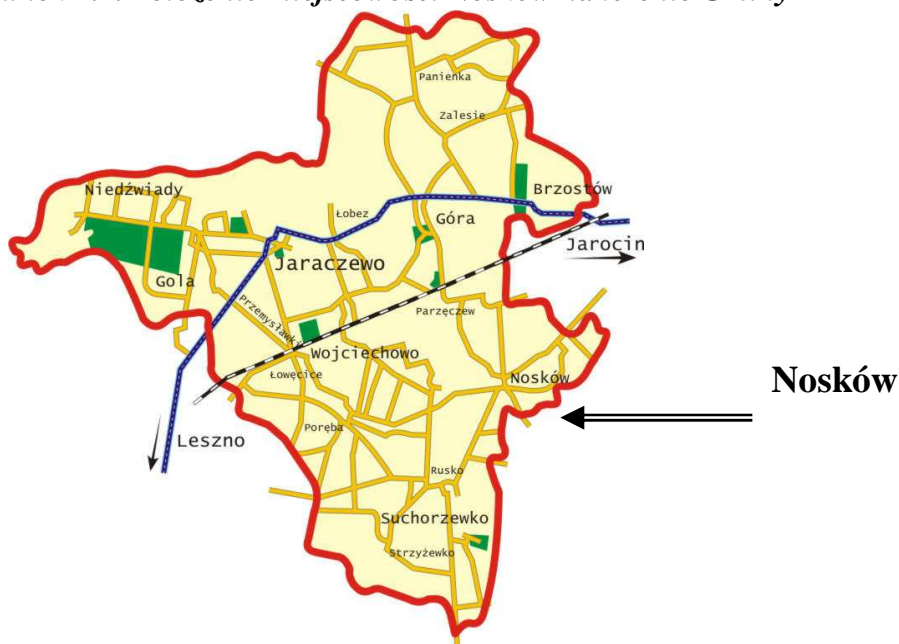 Panienka
Zalesie
Niedźwiady
Brzostów
Łobez
Góra
Jarocin
Jaraczewo
Gola
Przemysławki
Parzęczew
Wojciechowo
Nosków
Łowęcice
Nosków
Poręba
Leszno
Rusko
Suchorzewko
Strzyżewko